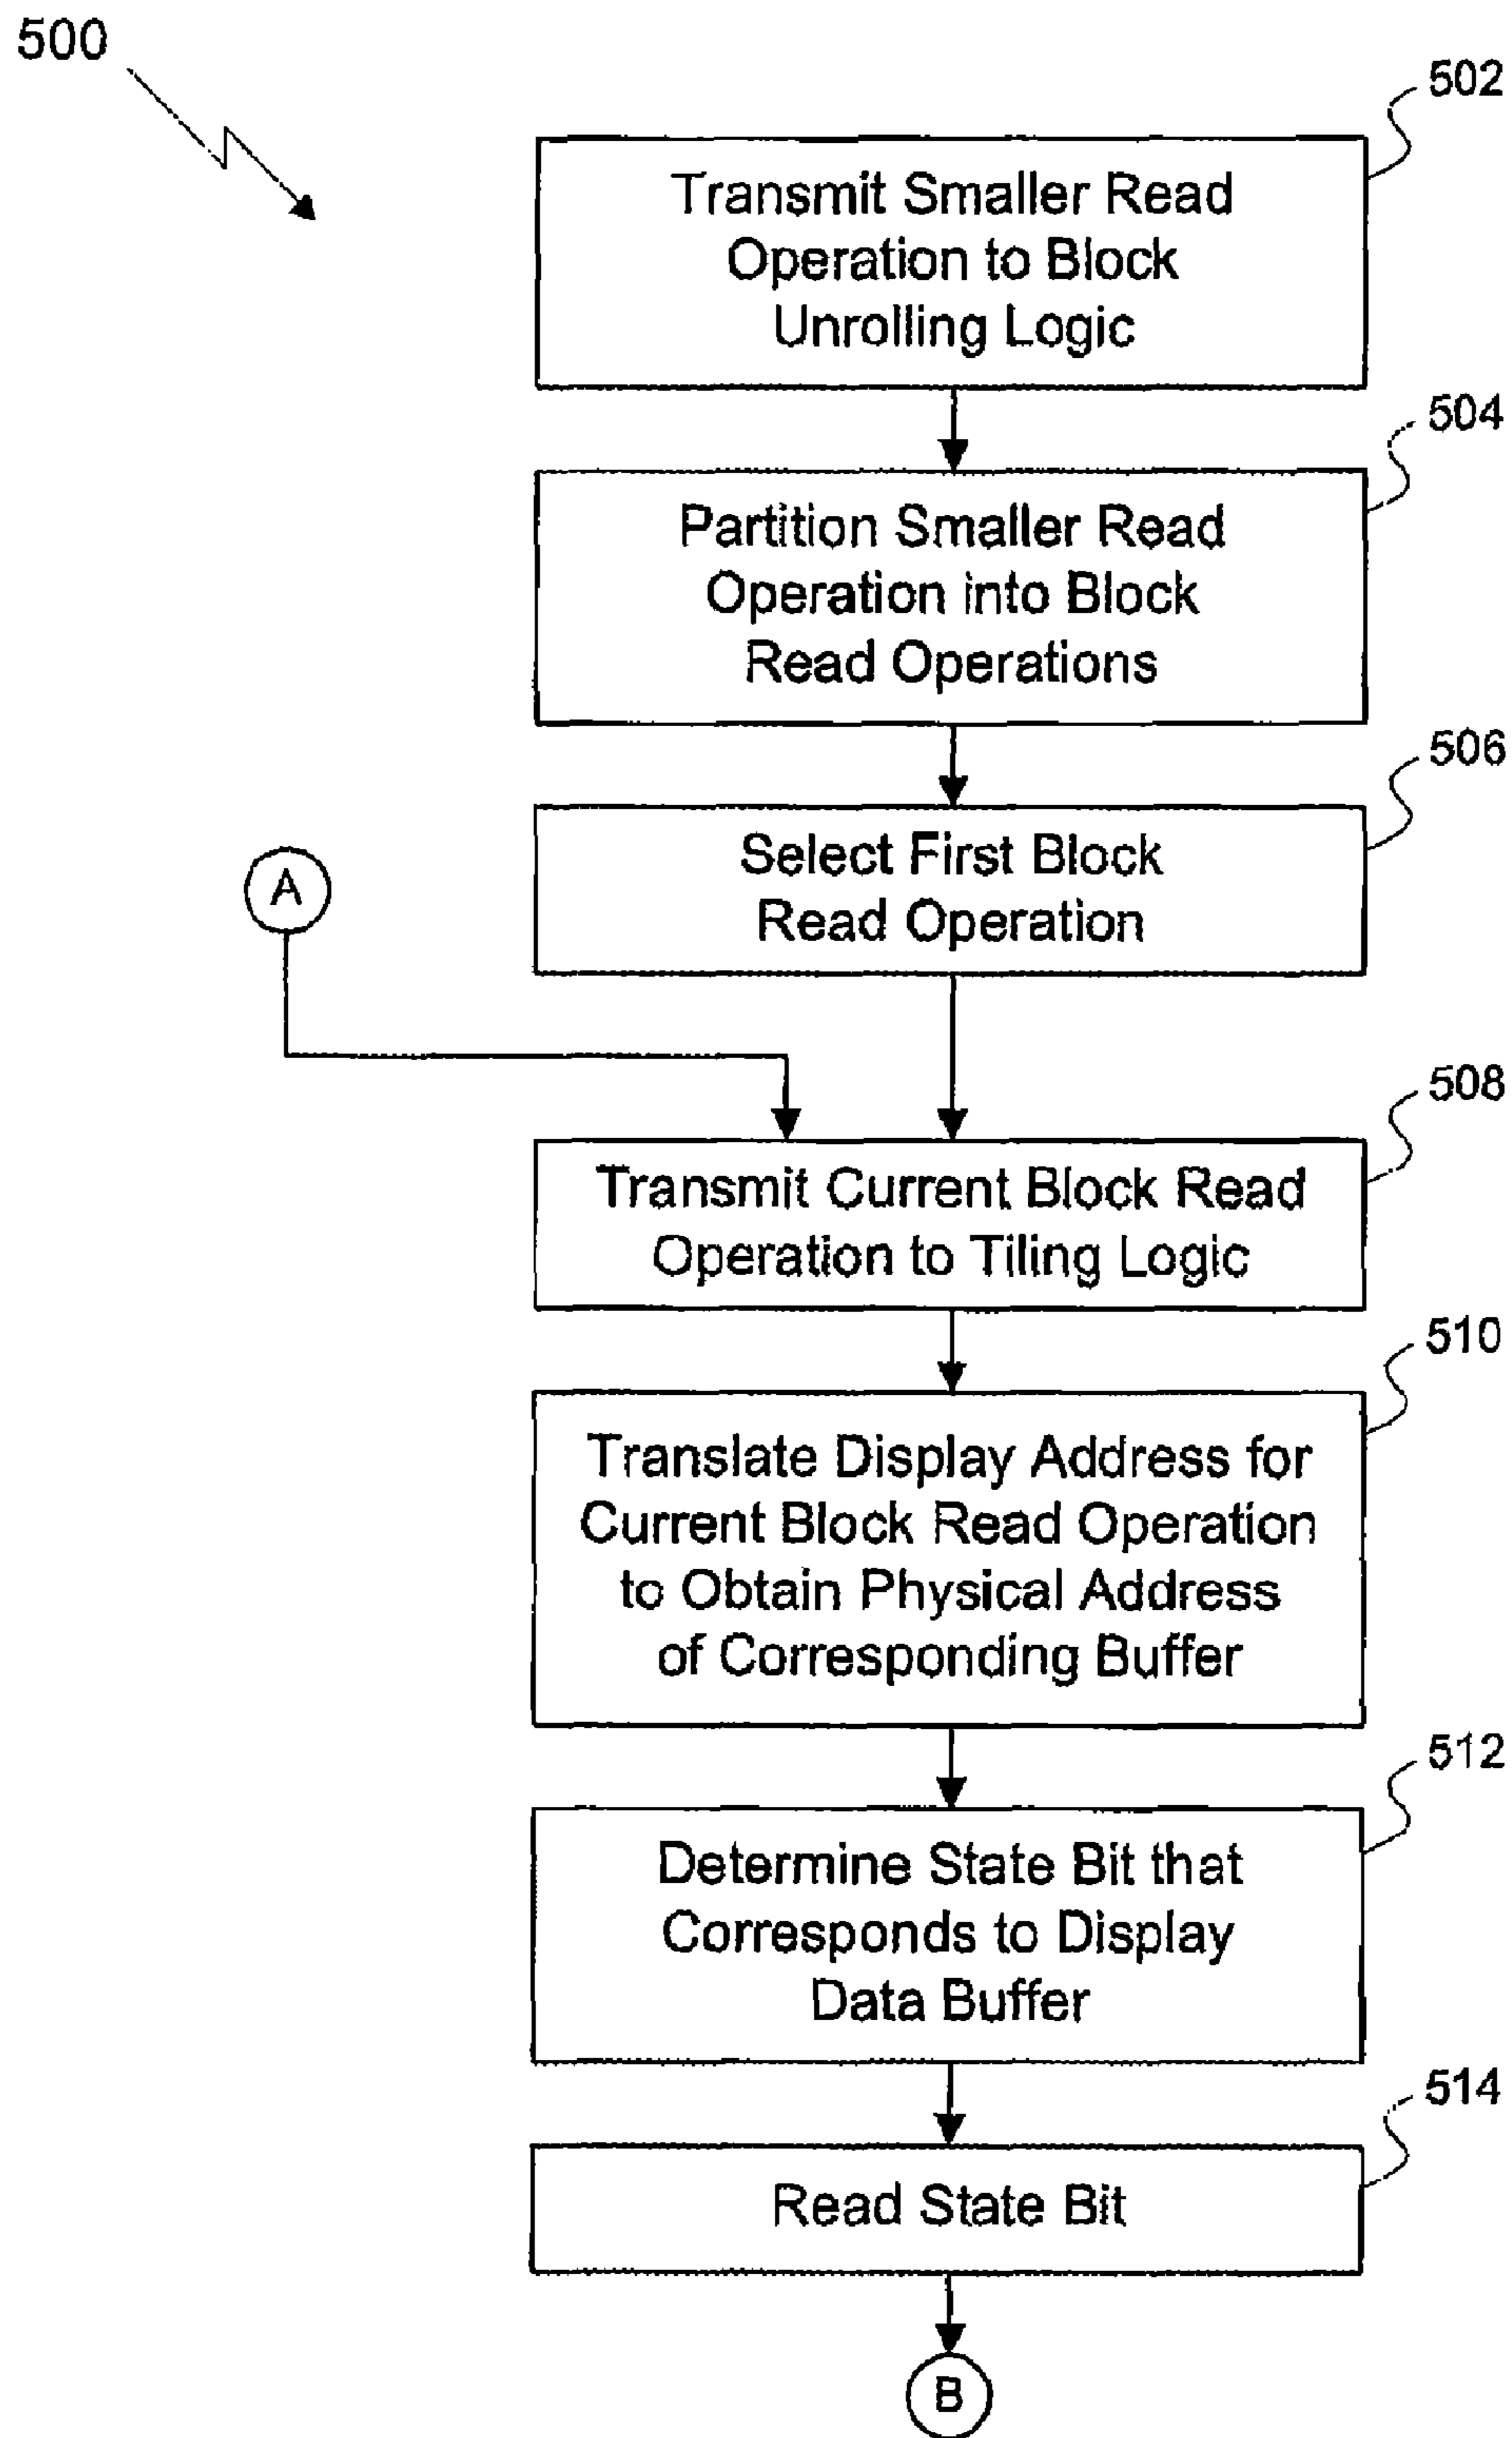 500
502
Transmit Smaller Read
Operation to Block
Unrolling Logic
504
Partition Smaller Read
Operation into Block
Read Operations
506
Select First Block
Read Operation
A
508
Transmit Current Block Read
Operation to Tiling Logic
510
Translate Display Address for
Current Block Read Operation
to Obtain Physical Address
of Corresponding Buffer
512
Determine State Bit that
Corresponds to Display
Data Buffer
514
Read State Bit
B